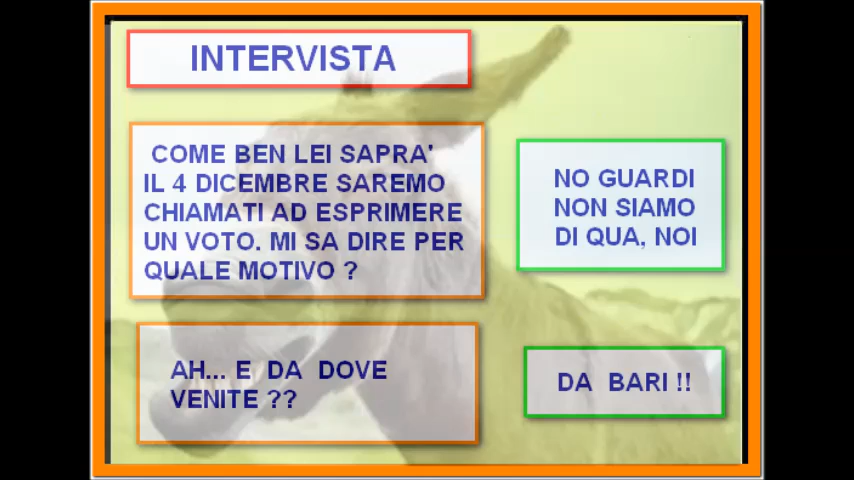 INTERVISTA
COME BEN LEI SAPRA'
IL 4 DICEMBRE SAREMO
CHIAMATI AD ESPRIMERE
UN VOTO. MI SA DIRE PER
QUALE MOTIVO ?
NO GUARDI
NON SIAMO
DI QUA, NOI
AH... E DA DOVE
VENITE ??
DA BARI !!